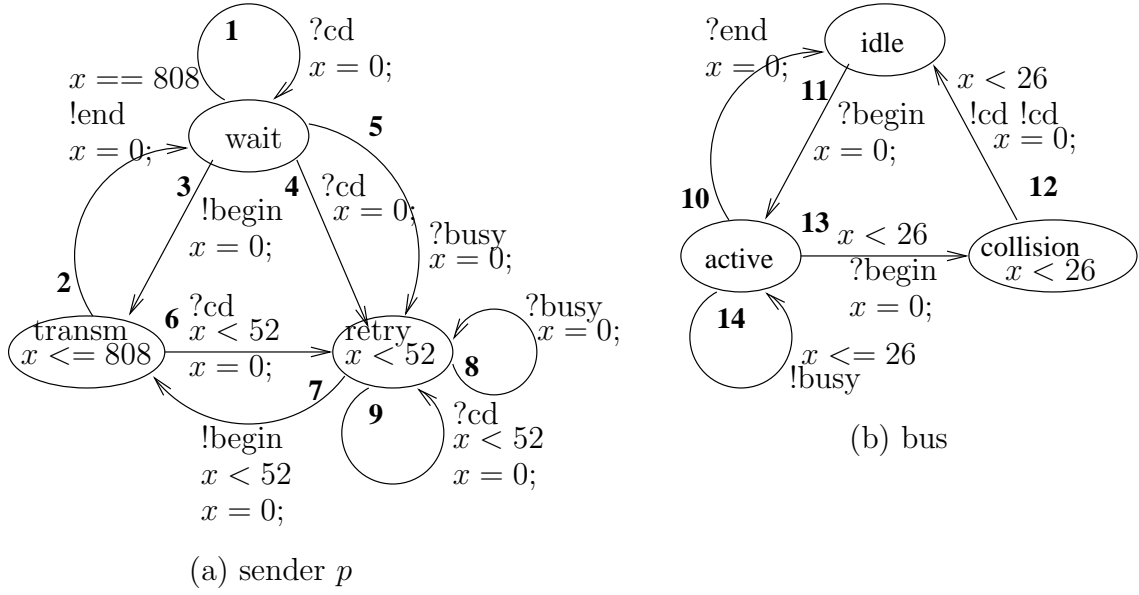 1
?cd
x = 0;
x == 808
!end
x = 0;
wait
5
3
4
?cd
x = 0;
!begin
x = 0;
?busy
x = 0;
2
6
?cd
x < 52
x = 0;
transm
x <= 808
retry
x < 52
?busy
x = 0;
8
7
9
!begin
x < 52
x = 0;
?cd
x < 52
x = 0;
(a) sender p
?end
x = 0;
idle
11
x < 26
!cd !cd
x = 0;
?begin
x = 0;
10
12
13
x < 26
?begin
x = 0;
active
collision
x < 26
14
x <= 26
!busy
(b) bus